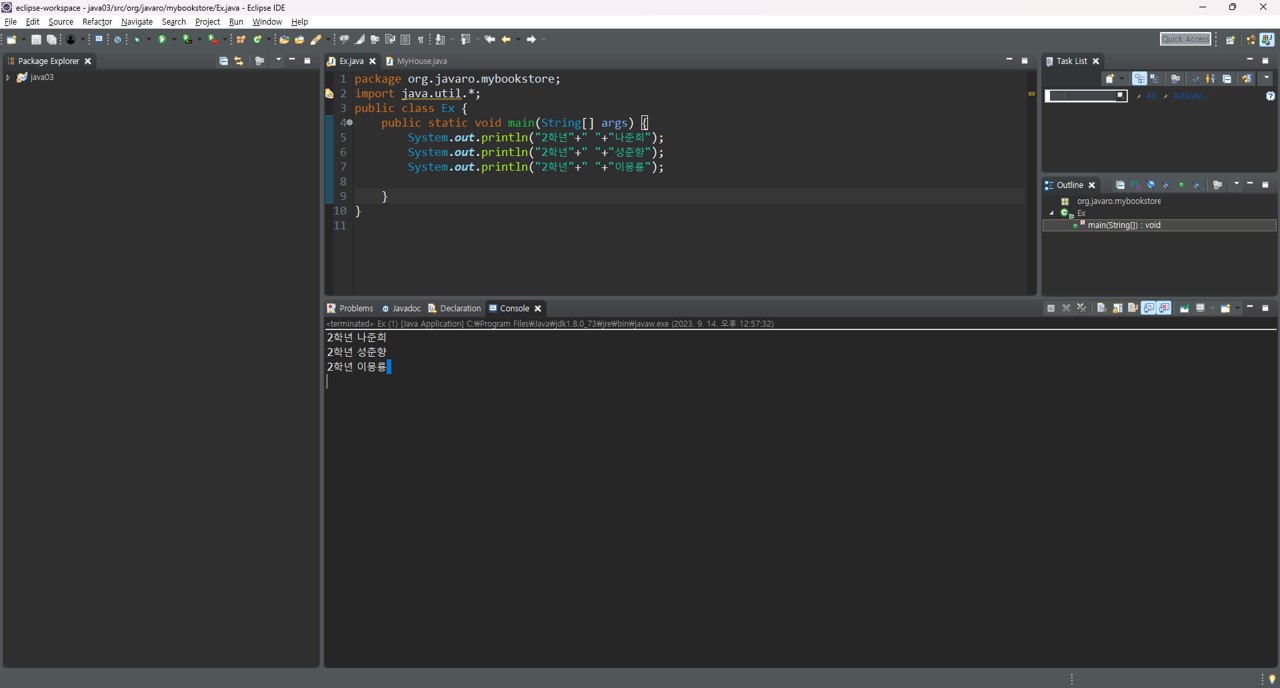 eclipse-workspace - java03/src/org/javaro/mybookstore/Ex.java - Eclipse IDE
File Edit Source Refactor Navigate Search Project Run Window Help
Quick Access
Package Explorer
java03
Ex.java
MyHouse.java
1 package org.javaro.mybookstore;
2 import java.util.*;
3 public class Ex {
4 public static void main(String[] args) {
5 System.out.println("2학년"+" "+"나준희");
6 System.out.println("2학년"+" "+"성춘향");
7 System.out.println("2학년"+" "+"이몽룡");
8
9 }
10 }
11
Task List
All Activate...
Outline
org.javaro.mybookstore
Ex
main(String[]) : void
Problems Javadoc Declaration Console
<terminated> Ex (1) [Java Application] C:₩Program Files₩Java₩jdk1.8.0_73₩jre₩bin₩javaw.exe (2023. 9. 14. 오후 12:57:32)
2학년 나준희
2학년 성춘향
2학년 이몽룡